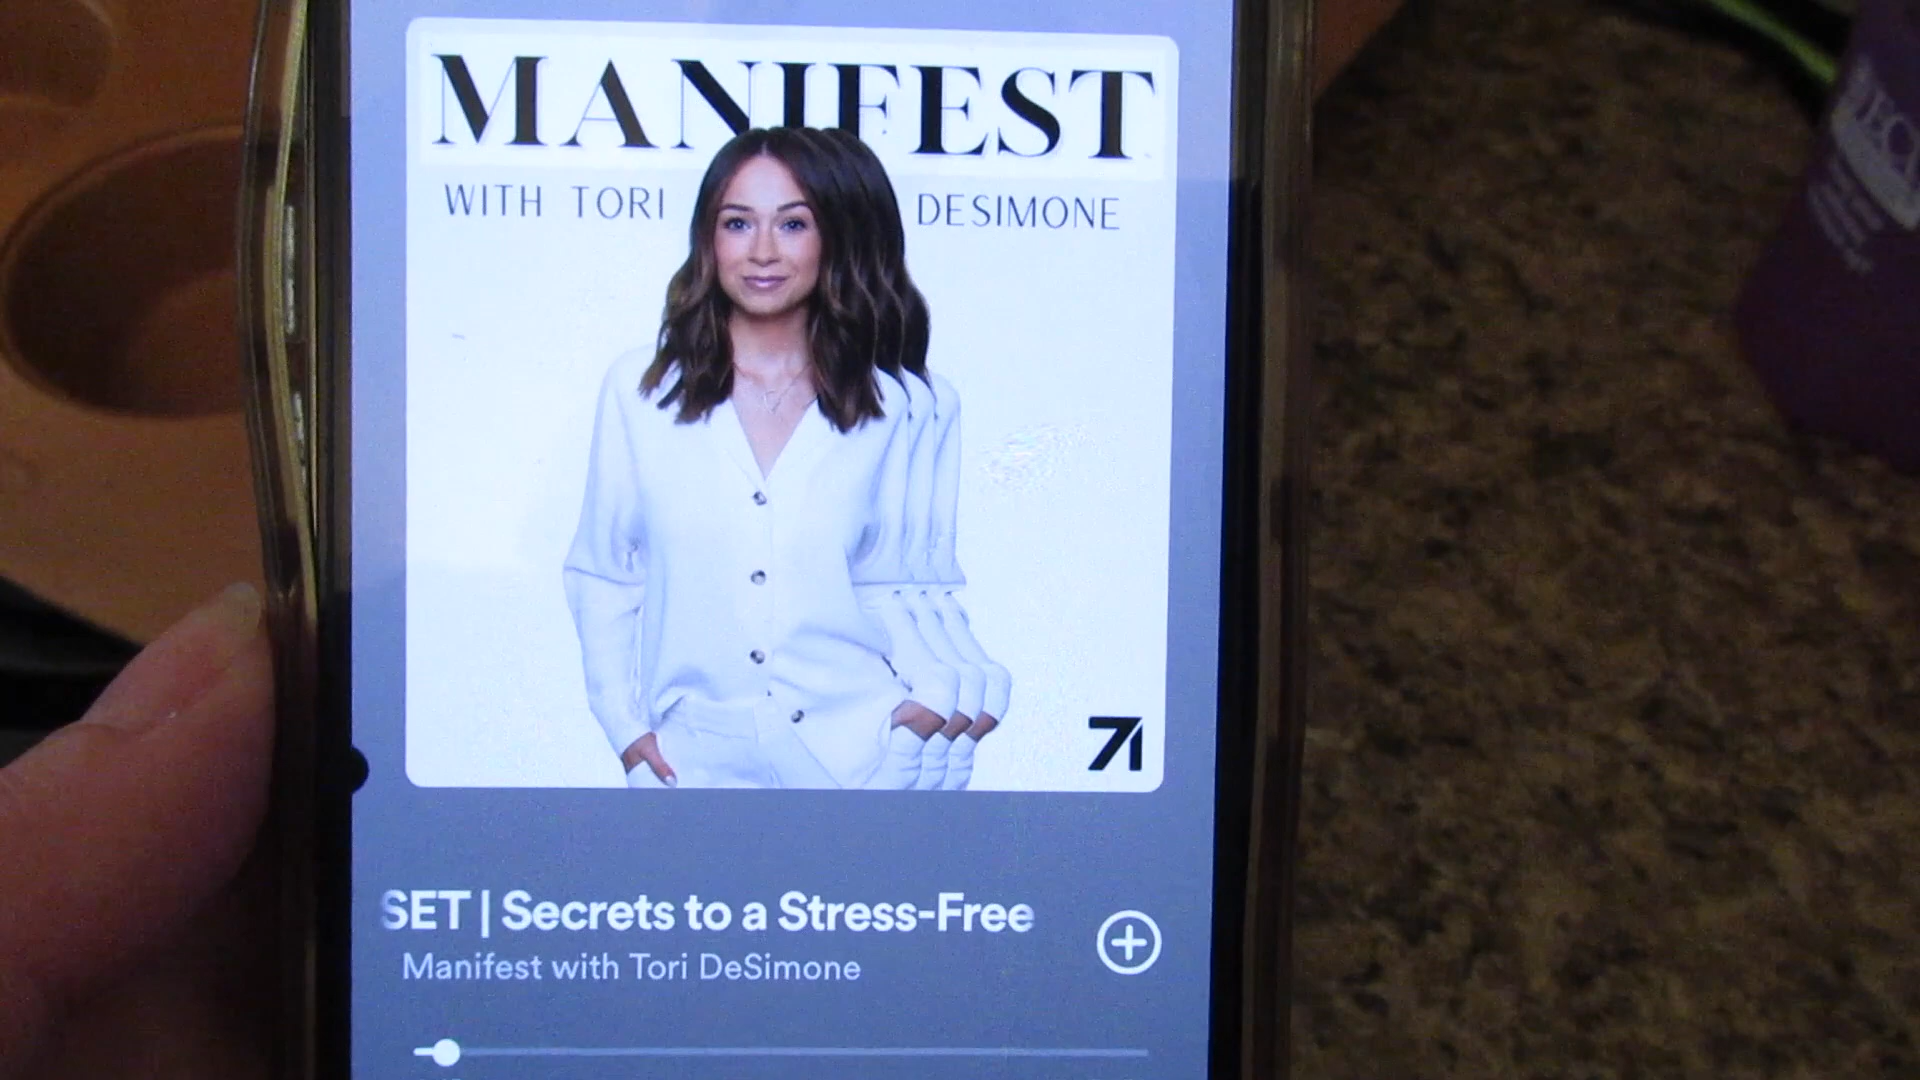 MANIFEST
WITH TORI DESIMONE
SET | Secrets to a Stress-Free
Manifest with Tori DeSimone